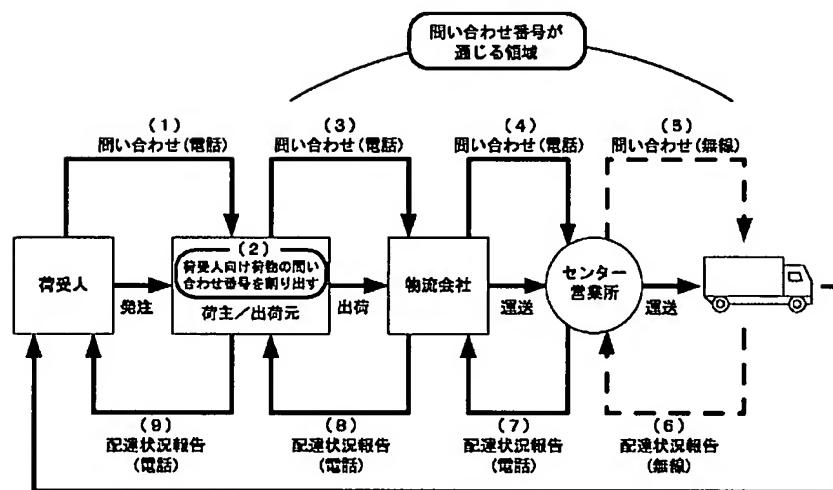 問い合わせ番号が
通じる領域
(1)
問い合わせ(電話)
(3)
問い合わせ(電話)
(4)
問い合わせ(電話)
(5)
問い合わせ(無線)
荷受人
発注
(2)
荷受人向け荷物の問い
合わせ番号を割り出す
荷主／出荷元
出荷
物流会社
運送
センター
営業所
運送
(9)
配達状況報告
(電話)
(8)
配達状況報告
(電話)
(7)
配達状況報告
(電話)
(6)
配達状況報告
(無線)